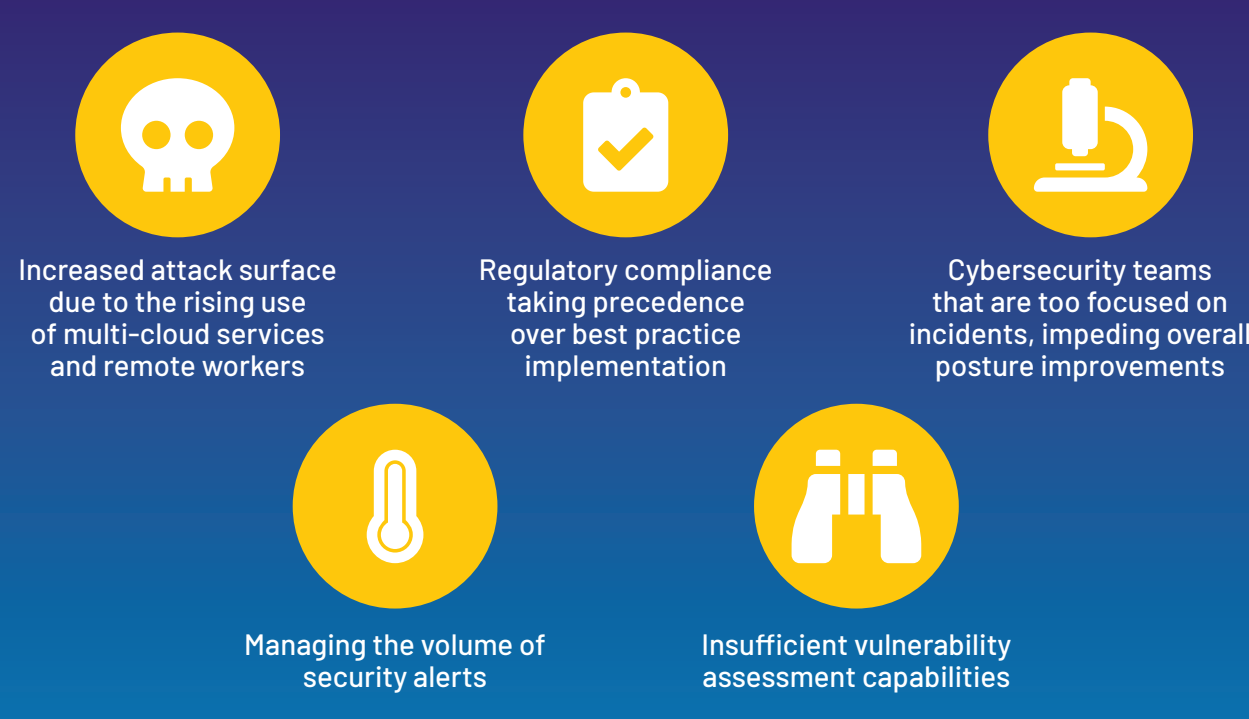 Increased attack surface
due to the rising use
of multi-cloud services
and remote workers
Regulatory compliance
taking precedence
over best practice
implementation
Cybersecurity teams
that are too focused on
incidents, impeding overall
posture improvements
Managing the volume of
security alerts
Insufficient vulnerability
assessment capabilities